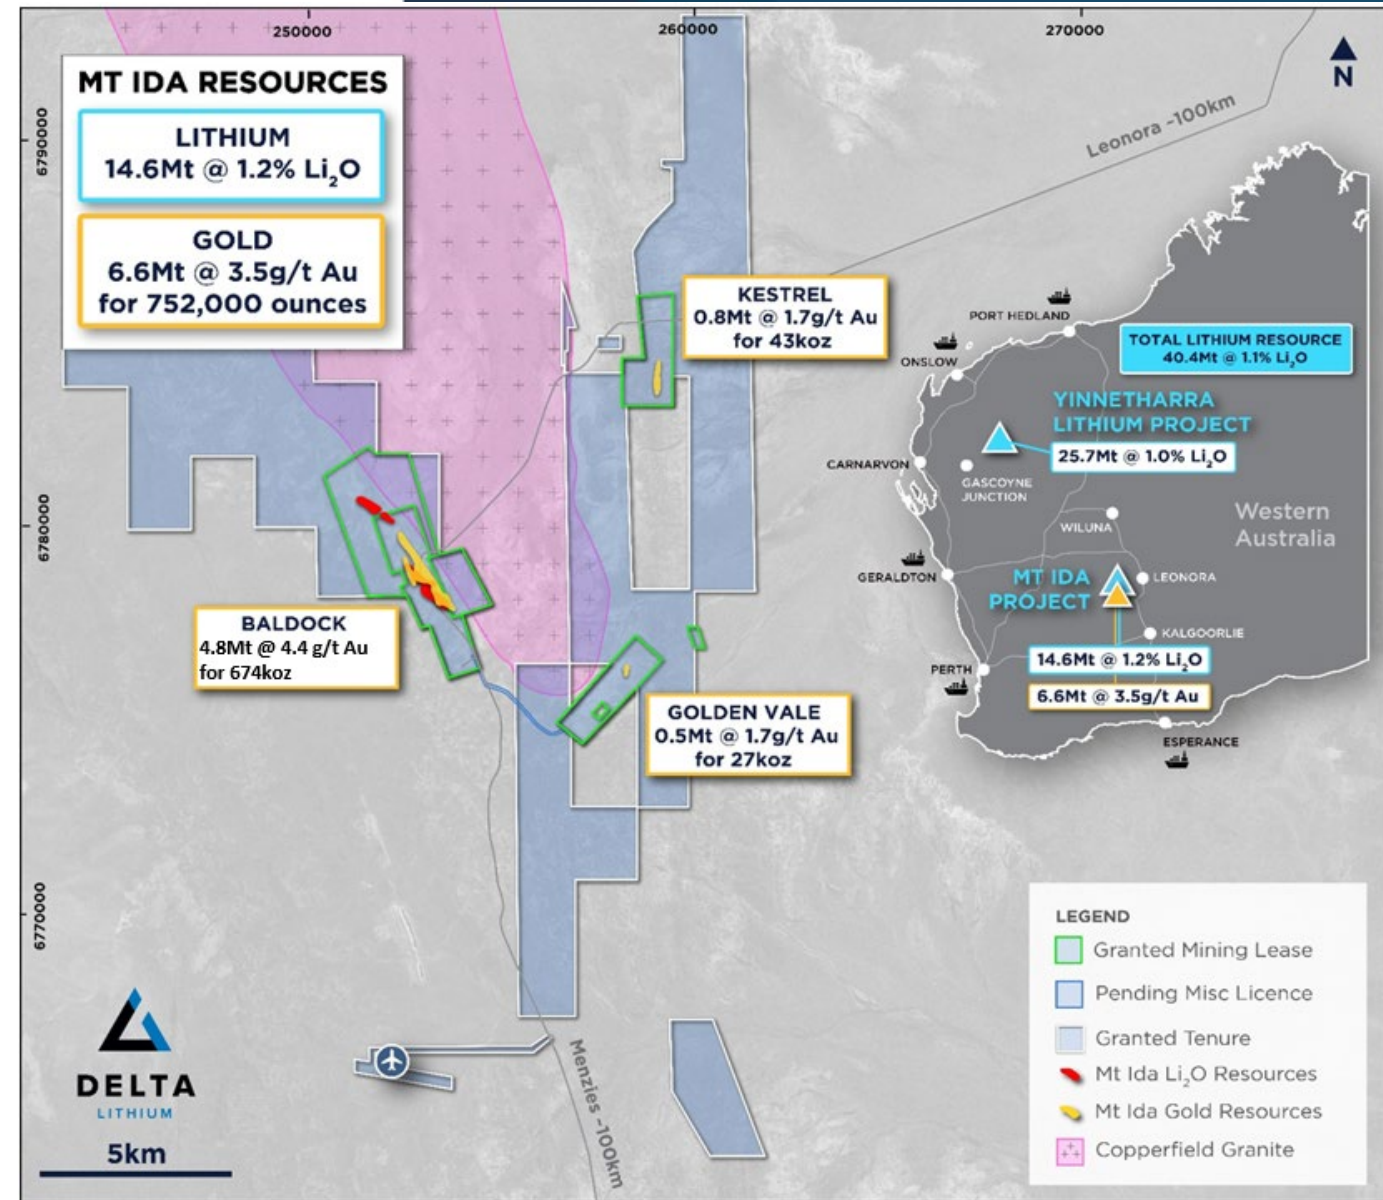 250000
260000
270000
N
6790000
6780000
6770000
MT IDA RESOURCES
LITHIUM
14.6Mt @ 1.2% Li₂O
GOLD
6.6Mt @ 3.5g/t Au
for 752,000 ounces
Leonora ~100km
KESTREL
0.8Mt @ 1.7g/t Au
for 43koz
BALDOCK
4.8Mt @ 4.4 g/t Au
for 674koz
GOLDEN VALE
0.5Mt @ 1.7g/t Au
for 27koz
PORT HEDLAND
ONSLOW
TOTAL LITHIUM RESOURCE
40.4Mt @ 1.1% Li₂O
YINNETHARRA
LITHIUM PROJECT
25.7Mt @ 1.0% Li₂O
CARNARVON
GASCOYNE
JUNCTION
WILUNA
Western
Australia
GERALDTON
MT IDA
PROJECT
LEONORA
KALGOORLIE
14.6Mt @ 1.2% Li₂O
PERTH
6.6Mt @ 3.5g/t Au
ESPERANCE
LEGEND
Granted Mining Lease
Pending Misc Licence
Granted Tenure
Mt Ida Li₂O Resources
Mt Ida Gold Resources
Copperfield Granite
Menzies ~100km
DELTA
LITHIUM
5km